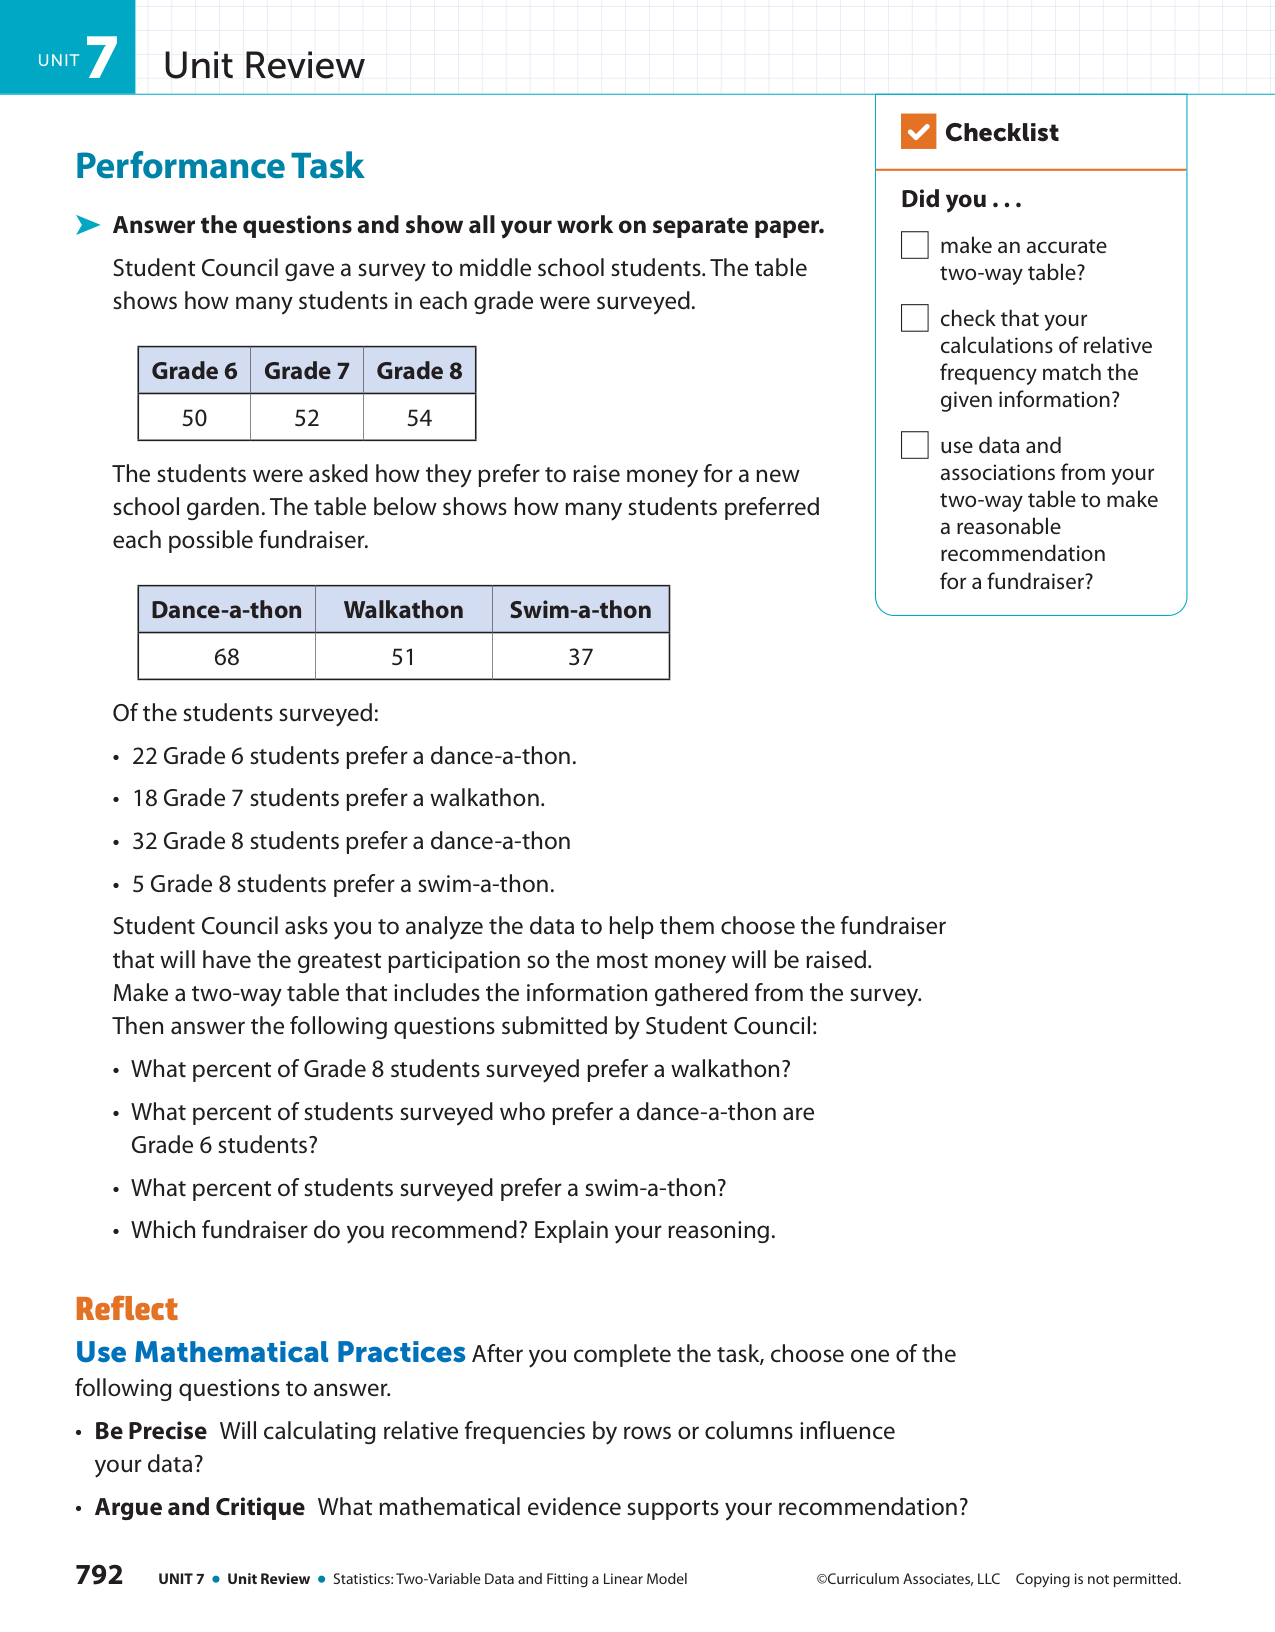 UNIT 7 Unit Review
Performance Task
Answer the questions and show all your work on separate paper.
Student Council gave a survey to middle school students. The table
shows how many students in each grade were surveyed.
Grade 6 Grade 7 Grade 8
50 52 54
The students were asked how they prefer to raise money for a new
school garden. The table below shows how many students preferred
each possible fundraiser.
Dance-a-thon Walkathon Swim-a-thon
68 51 37
Of the students surveyed:
• 22 Grade 6 students prefer a dance-a-thon.
• 18 Grade 7 students prefer a walkathon.
• 32 Grade 8 students prefer a dance-a-thon
• 5 Grade 8 students prefer a swim-a-thon.
Student Council asks you to analyze the data to help them choose the fundraiser
that will have the greatest participation so the most money will be raised.
Make a two-way table that includes the information gathered from the survey.
Then answer the following questions submitted by Student Council:
• What percent of Grade 8 students surveyed prefer a walkathon?
• What percent of students surveyed who prefer a dance-a-thon are
Grade 6 students?
• What percent of students surveyed prefer a swim-a-thon?
• Which fundraiser do you recommend? Explain your reasoning.
Checklist
Did you . . .
make an accurate
two-way table?
check that your
calculations of relative
frequency match the
given information?
use data and
associations from your
two-way table to make
a reasonable
recommendation
for a fundraiser?
Reflect
Use Mathematical Practices After you complete the task, choose one of the
following questions to answer.
• Be Precise Will calculating relative frequencies by rows or columns influence
your data?
• Argue and Critique What mathematical evidence supports your recommendation?
792 UNIT 7 • Unit Review • Statistics: Two-Variable Data and Fitting a Linear Model ©Curriculum Associates, LLC Copying is not permitted.